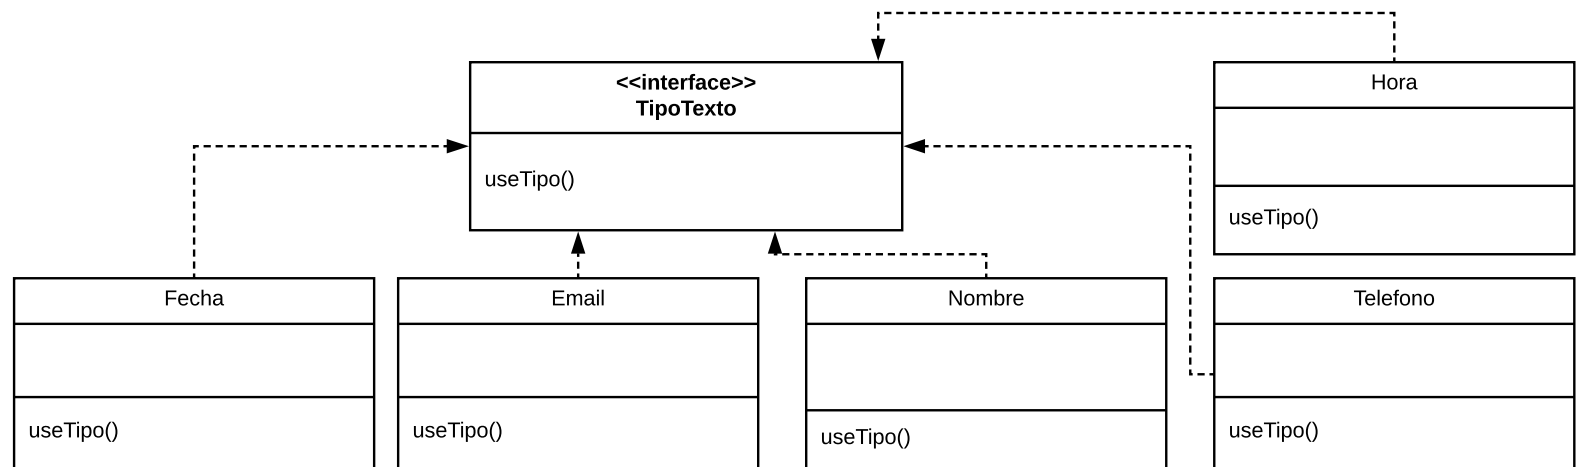 <<interface>>
TipoTexto
useTipo()
Hora
useTipo()
Fecha
useTipo()
Email
useTipo()
Nombre
useTipo()
Telefono
useTipo()